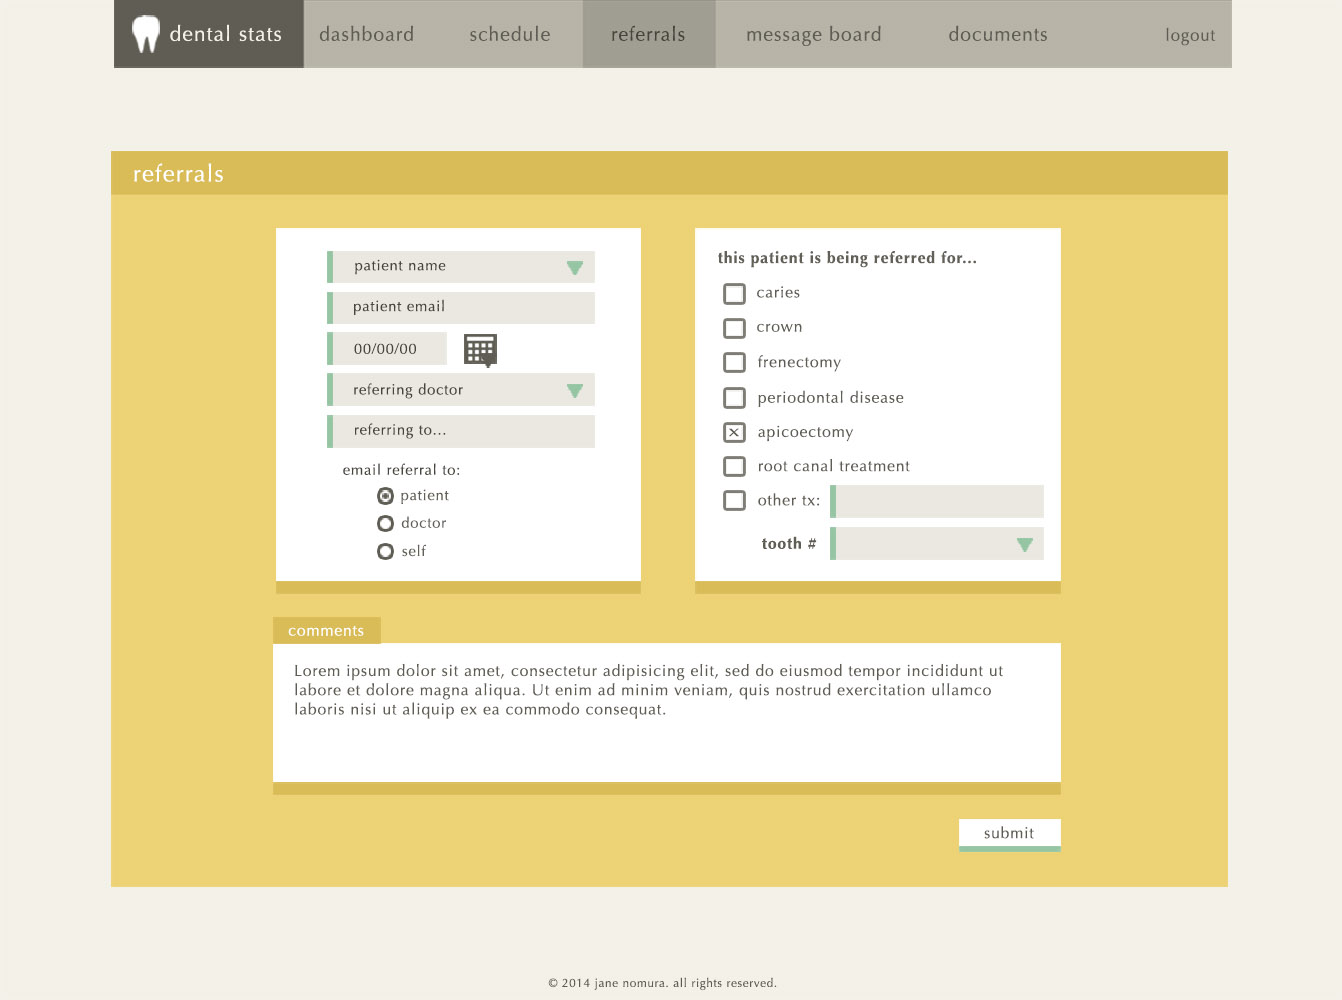 dental stats
dashboard
schedule
referrals
message board
documents
logout
referrals
patient name
patient email
00/00/00
referring doctor
referring to...
email referral to:
patient
doctor
self
this patient is being referred for...
caries
crown
frenectomy
periodontal disease
apicoectomy
root canal treatment
other tx:
tooth #
comments
Lorem ipsum dolor sit amet, consectetur adipisicing elit, sed do eiusmod tempor incididunt ut
labore et dolore magna aliqua. Ut enim ad minim veniam, quis nostrud exercitation ullamco
laboris nisi ut aliquip ex ea commodo consequat.
submit
© 2014 jane nomura. all rights reserved.